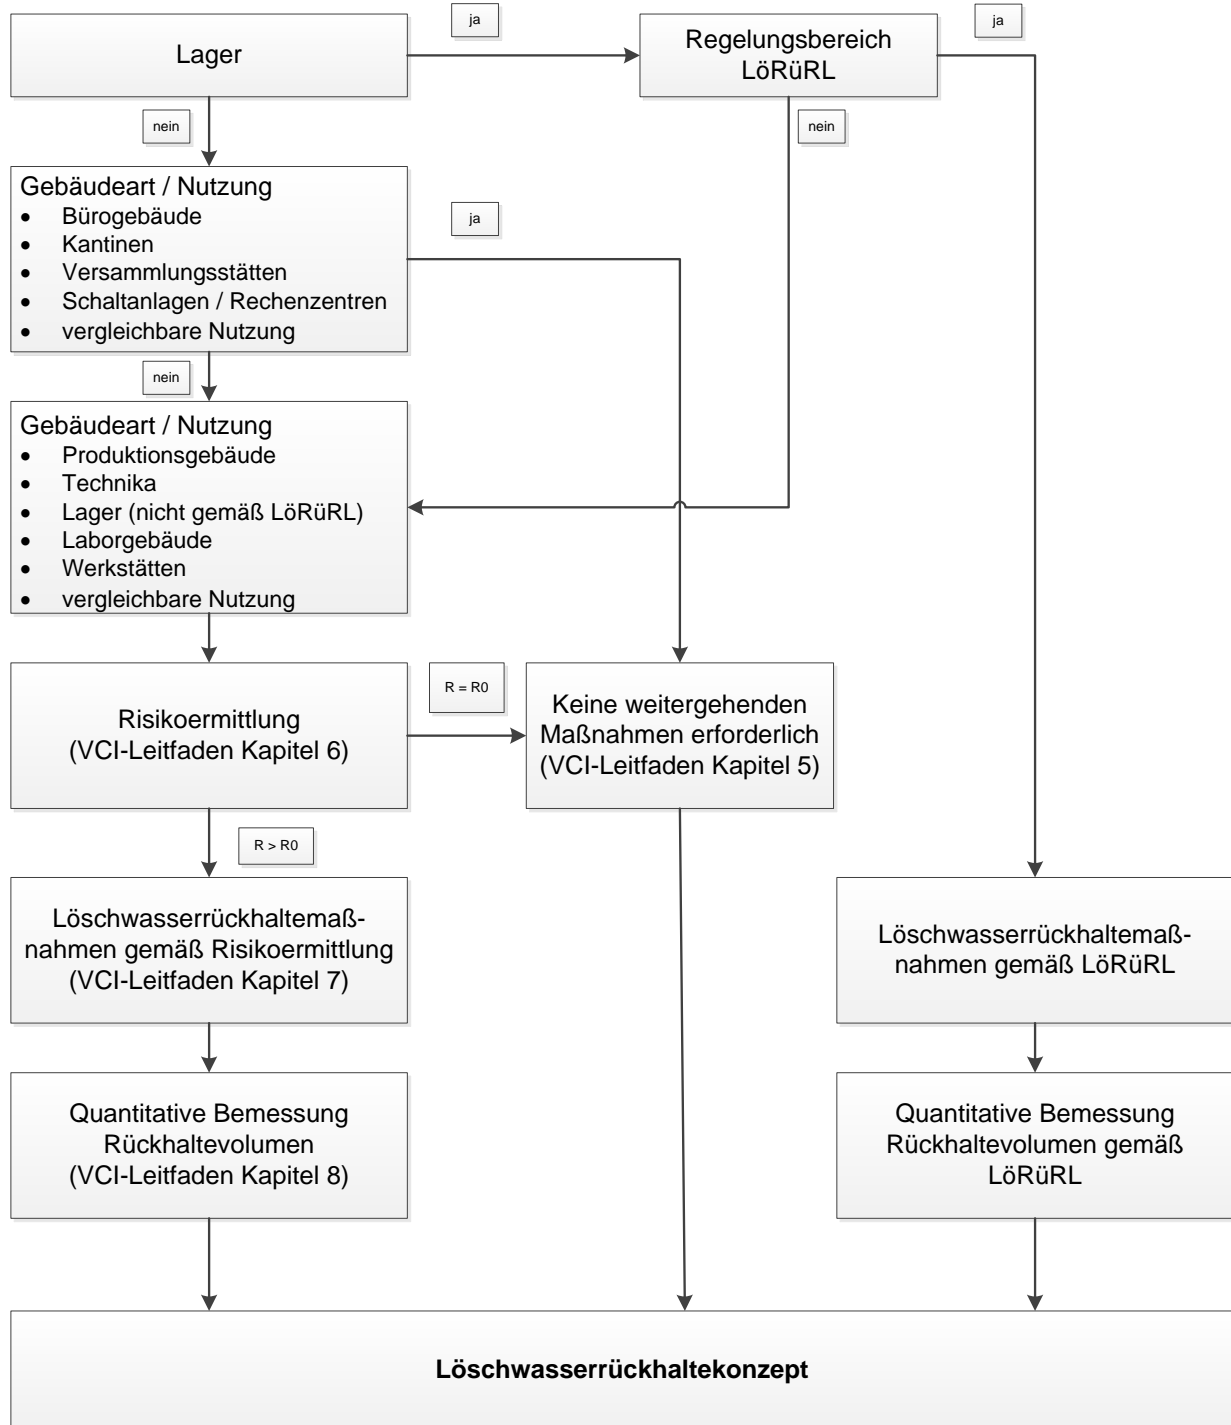 ja
ja
Lager
Regelungsbereich
LöRüRL
nein
nein
Gebäudeart / Nutzung
• Bürogebäude
• Kantinen
• Versammlungsstätten
• Schaltanlagen / Rechenzentren
• vergleichbare Nutzung
ja
nein
Gebäudeart / Nutzung
• Produktionsgebäude
• Technika
• Lager (nicht gemäß LöRüRL)
• Laborgebäude
• Werkstätten
• vergleichbare Nutzung
Risikoermittlung
(VCI-Leitfaden Kapitel 6)
R = R0
Keine weitergehenden
Maßnahmen erforderlich
(VCI-Leitfaden Kapitel 5)
R > R0
Löschwasserrückhaltemaß-
nahmen gemäß Risikoermittlung
(VCI-Leitfaden Kapitel 7)
Löschwasserrückhaltemaß-
nahmen gemäß LöRüRL
Quantitative Bemessung
Rückhaltevolumen
(VCI-Leitfaden Kapitel 8)
Quantitative Bemessung
Rückhaltevolumen gemäß
LöRüRL
Löschwasserrückhaltekonzept